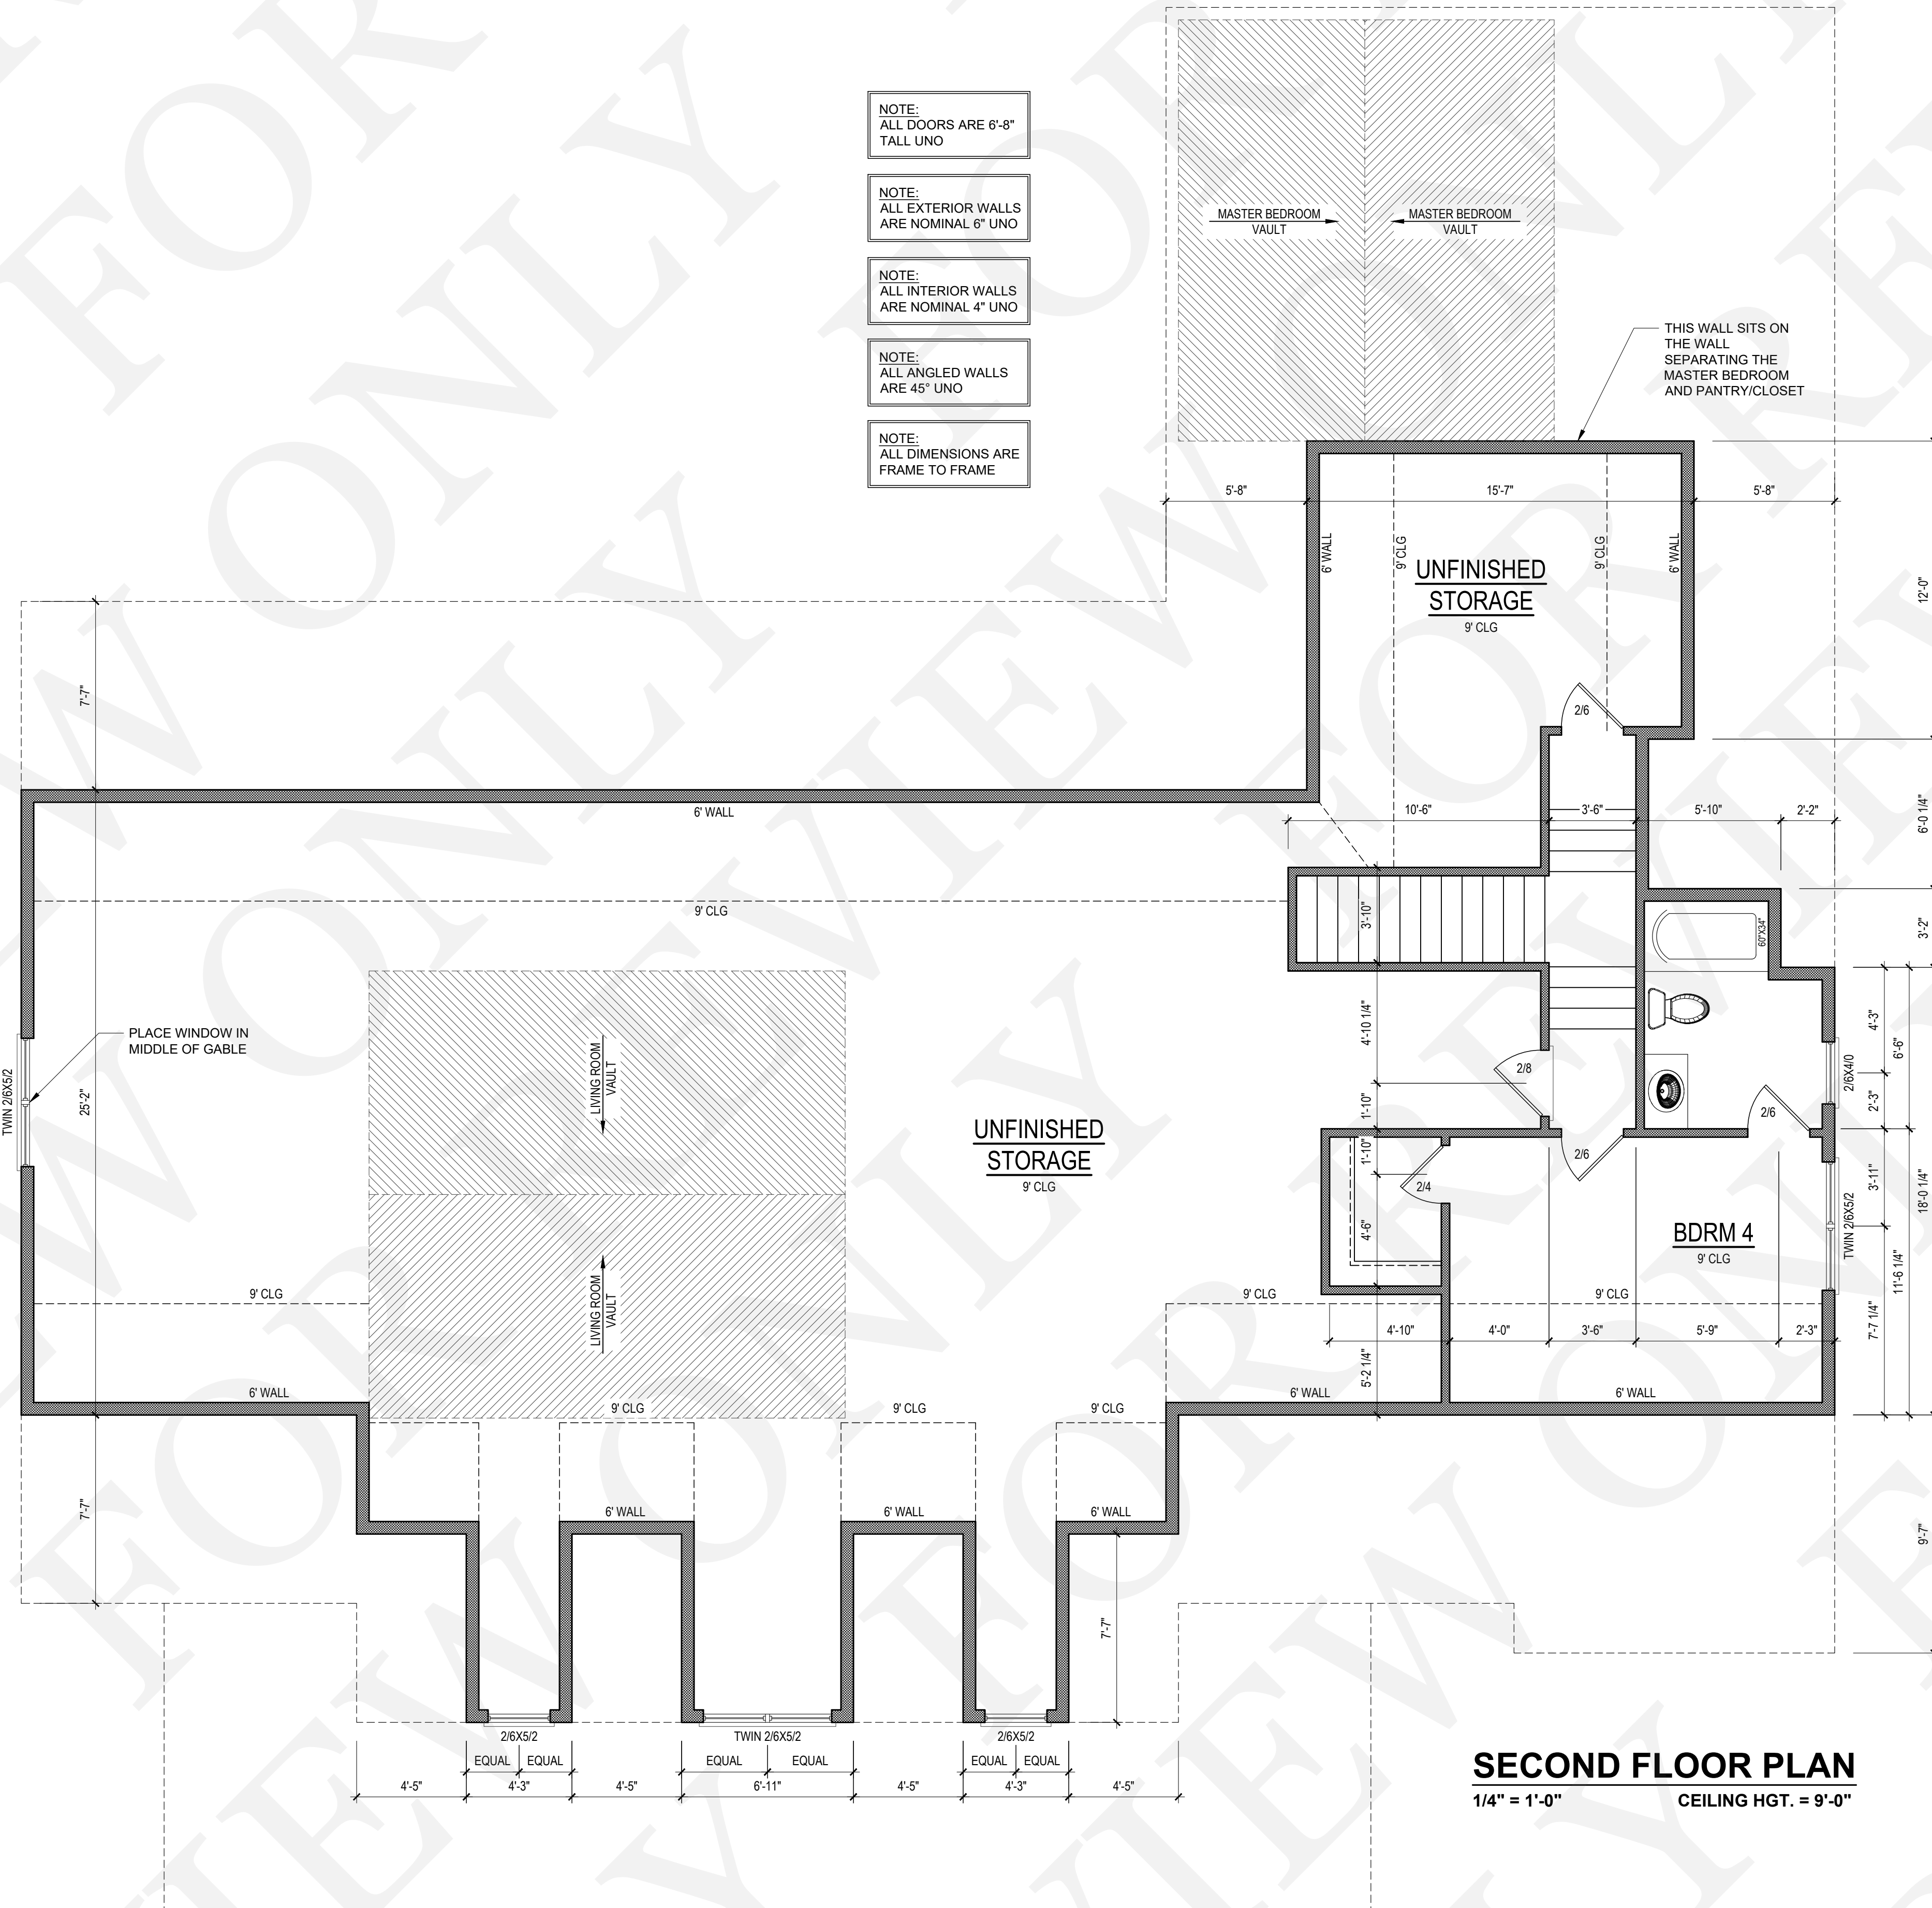 NOTE:
ALL DOORS ARE 6'-8"
TALL UNO
NOTE:
ALL EXTERIOR WALLS
ARE NOMINAL 6" UNO
NOTE:
ALL INTERIOR WALLS
ARE NOMINAL 4" UNO
NOTE:
ALL ANGLED WALLS
ARE 45° UNO
NOTE:
ALL DIMENSIONS ARE
FRAME TO FRAME
MASTER BEDROOM
VAULT
MASTER BEDROOM
VAULT
THIS WALL SITS ON
THE WALL
SEPARATING THE
MASTER BEDROOM
AND PANTRY/CLOSET
5'-8"
15'-7"
5'-8"
6' WALL
9' CLG
9' CLG
6' WALL
UNFINISHED
STORAGE
9' CLG
12'-0"
2/6
7'-7"
6' WALL
10'-6"
3'-6"
5'-10"
2'-2"
6'-0 1/4"
9' CLG
3'-10"
60"X34"
3'-2"
PLACE WINDOW IN
MIDDLE OF GABLE
TWIN 2/6X5/2
25'-2"
LIVING ROOM
VAULT
4'-10 1/4"
2/8
1'-10"
4'-3"
6'-6"
2/6X4/0
2'-3"
2/6
UNFINISHED
STORAGE
9' CLG
1'-10"
2/4
2/6
4'-6"
3'-11"
TWIN 2/6X5/2
18'-0 1/4"
BDRM 4
9' CLG
11'-6 1/4"
9' CLG
LIVING ROOM
VAULT
9' CLG
9' CLG
4'-10"
4'-0"
3'-6"
5'-9"
2'-3"
7'-7 1/4"
5'-2 1/4"
6' WALL
6' WALL
6' WALL
9' CLG
9' CLG
9' CLG
7'-7"
6' WALL
6' WALL
6' WALL
9'-7"
7'-7"
2/6X5/2
TWIN 2/6X5/2
2/6X5/2
EQUAL
EQUAL
EQUAL
EQUAL
EQUAL
EQUAL
4'-5"
4'-3"
4'-5"
6'-11"
4'-5"
4'-3"
4'-5"
SECOND FLOOR PLAN
1/4" = 1'-0"
CEILING HGT. = 9'-0"
FOR REVIEW ONLY